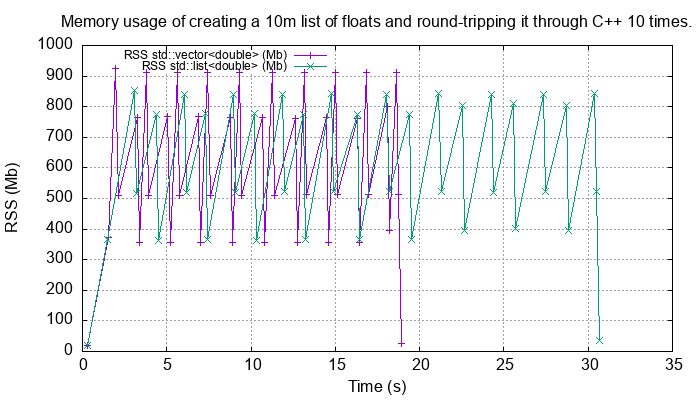 Memory usage of creating a 10m list of floats and round-tripping it through C++ 10 times.
RSS std::vector<double> (Mb)
RSS std::list<double> (Mb)
1000
900
800
700
600
500
400
300
200
100
0
RSS (Mb)
0 5 10 15 20 25 30 35
Time (s)